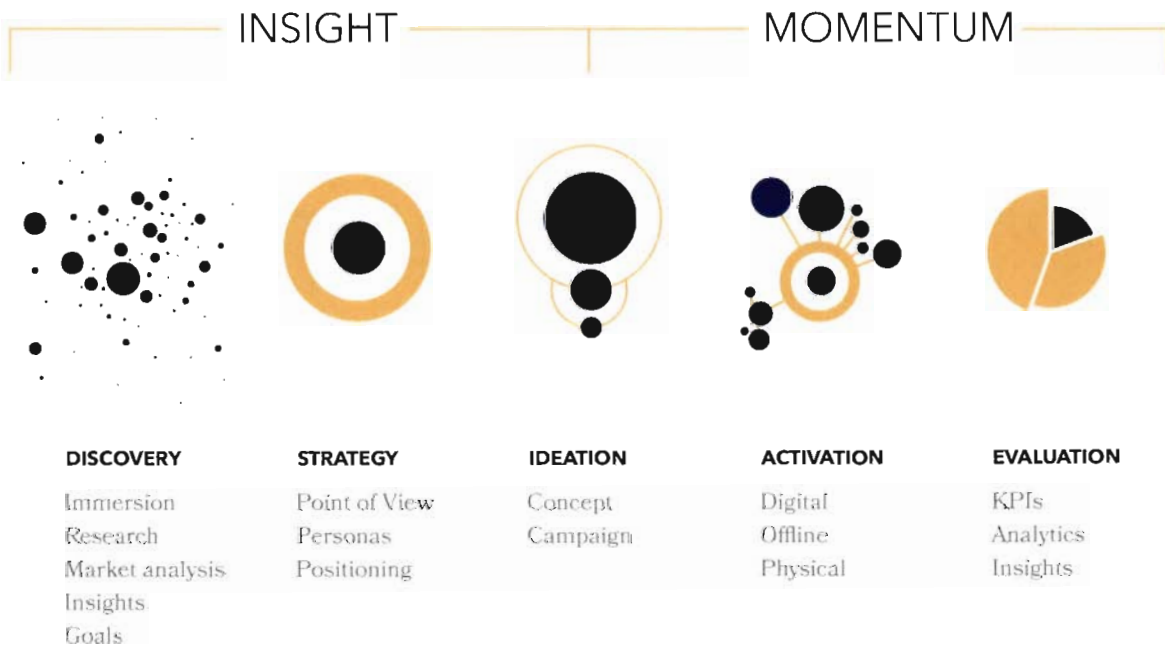 INSIGHT
MOMENTUM
DISCOVERY
Immersion
Research
Market analysis
Insights
Goals
STRATEGY
Point of View
Personas
Positioning
IDEATION
Concept
Campaign
ACTIVATION
Digital
Offline
Physical
EVALUATION
KPIs
Analytics
Insights